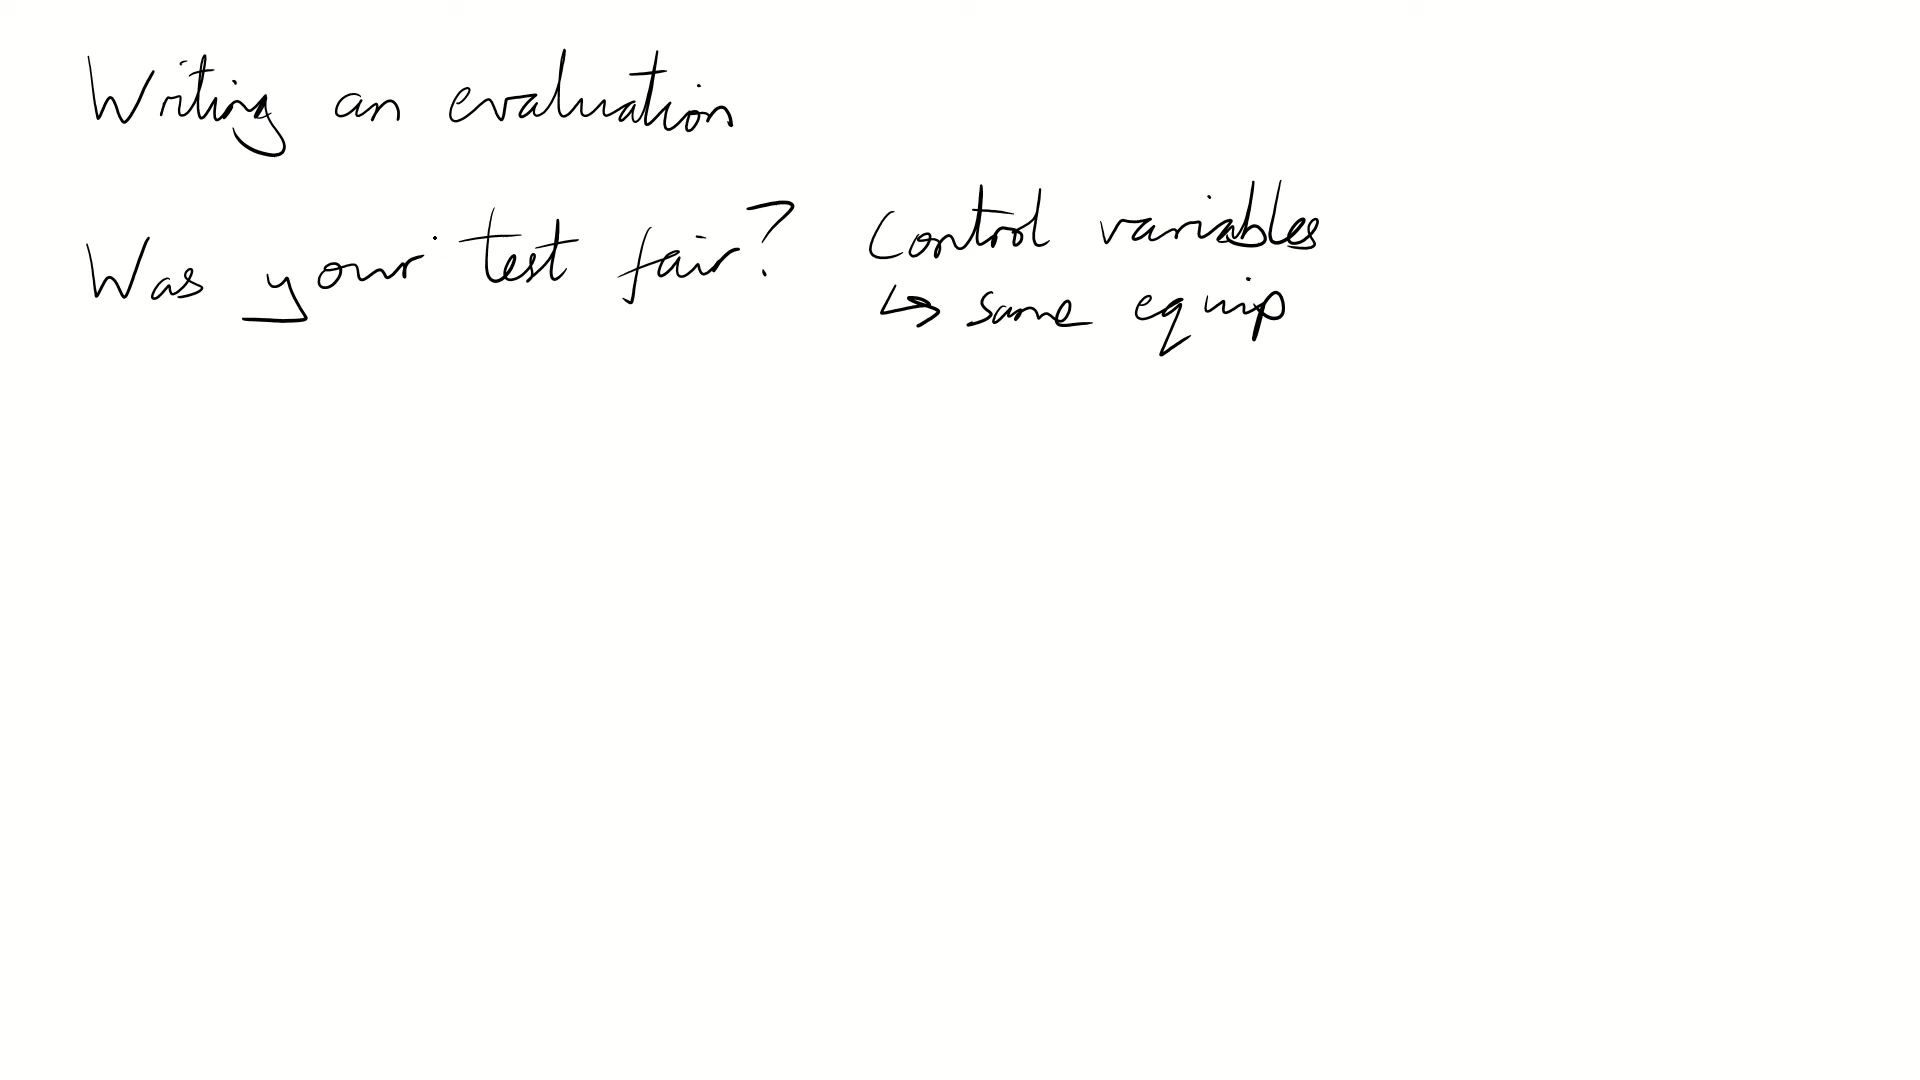 Writing an evaluation
Was your test fair? Control variables
↳ same equip